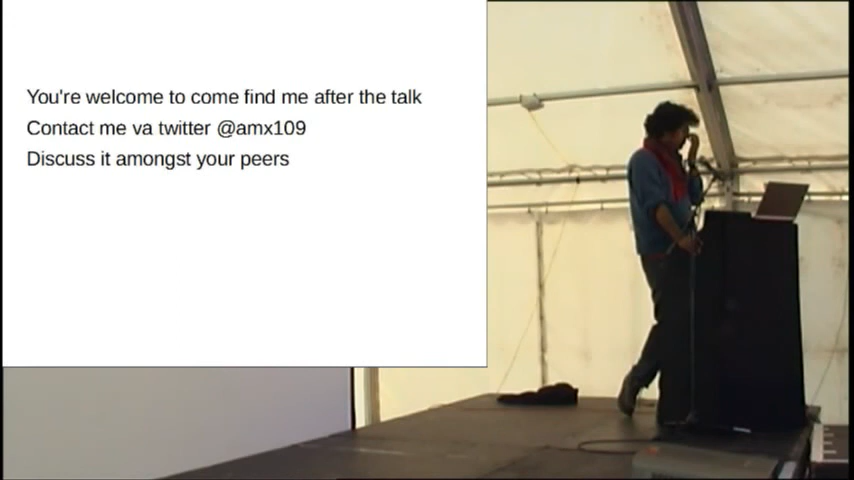 You're welcome to come find me after the talk
Contact me va twitter @amx109
Discuss it amongst your peers